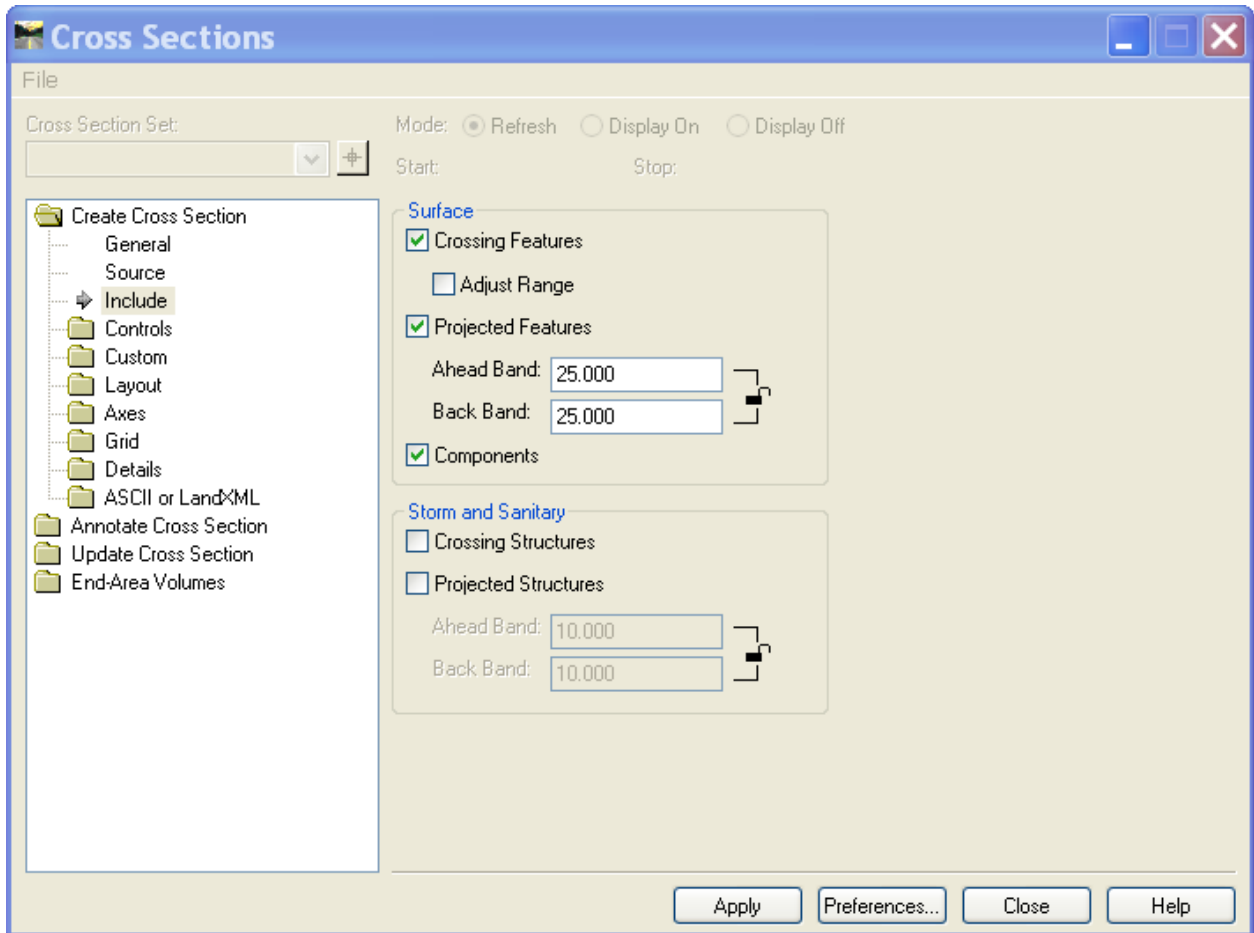 Cross Sections
File
Cross Section Set:
Mode: Refresh Display On Display Off
Start: Stop:
Create Cross Section
General
Source
Include
Controls
Custom
Layout
Axes
Grid
Details
ASCII or LandXML
Annotate Cross Section
Update Cross Section
End-Area Volumes
Surface
Crossing Features
Adjust Range
Projected Features
Ahead Band: 25.000
Back Band: 25.000
Components
Storm and Sanitary
Crossing Structures
Projected Structures
Ahead Band: 10.000
Back Band: 10.000
Apply Preferences... Close Help